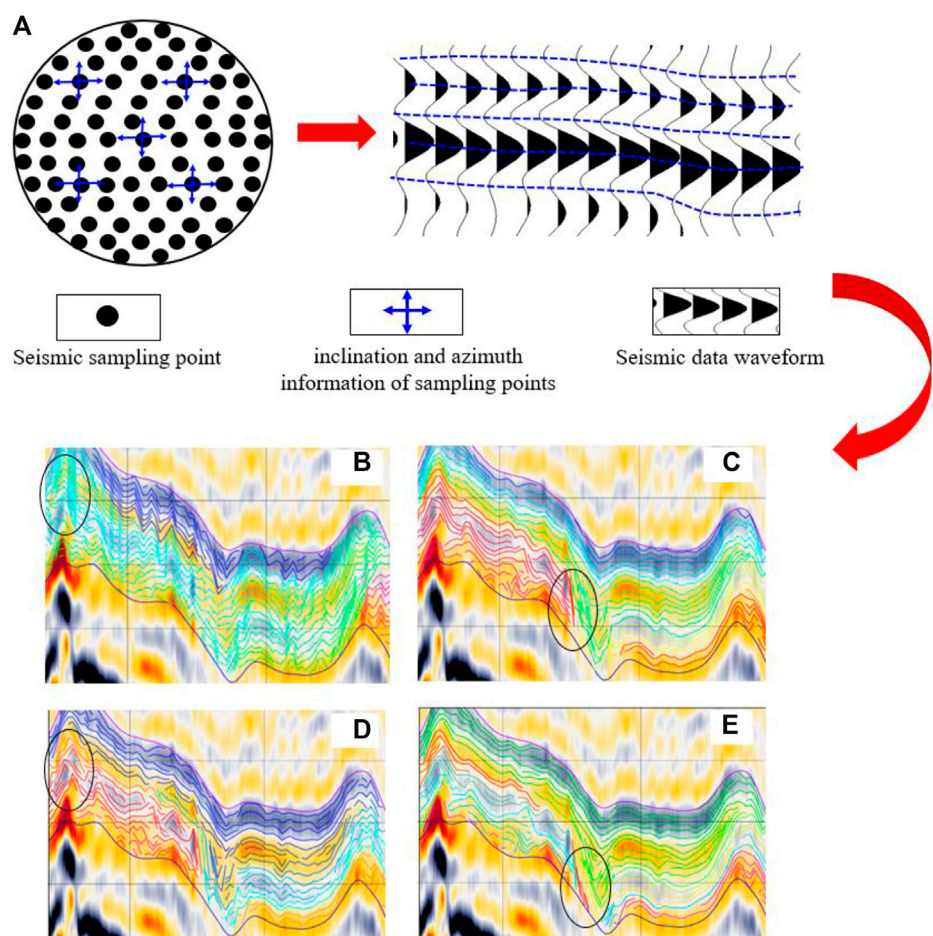 A
Seismic sampling point
inclination and azimuth
information of sampling points
Seismic data waveform
B
C
D
E